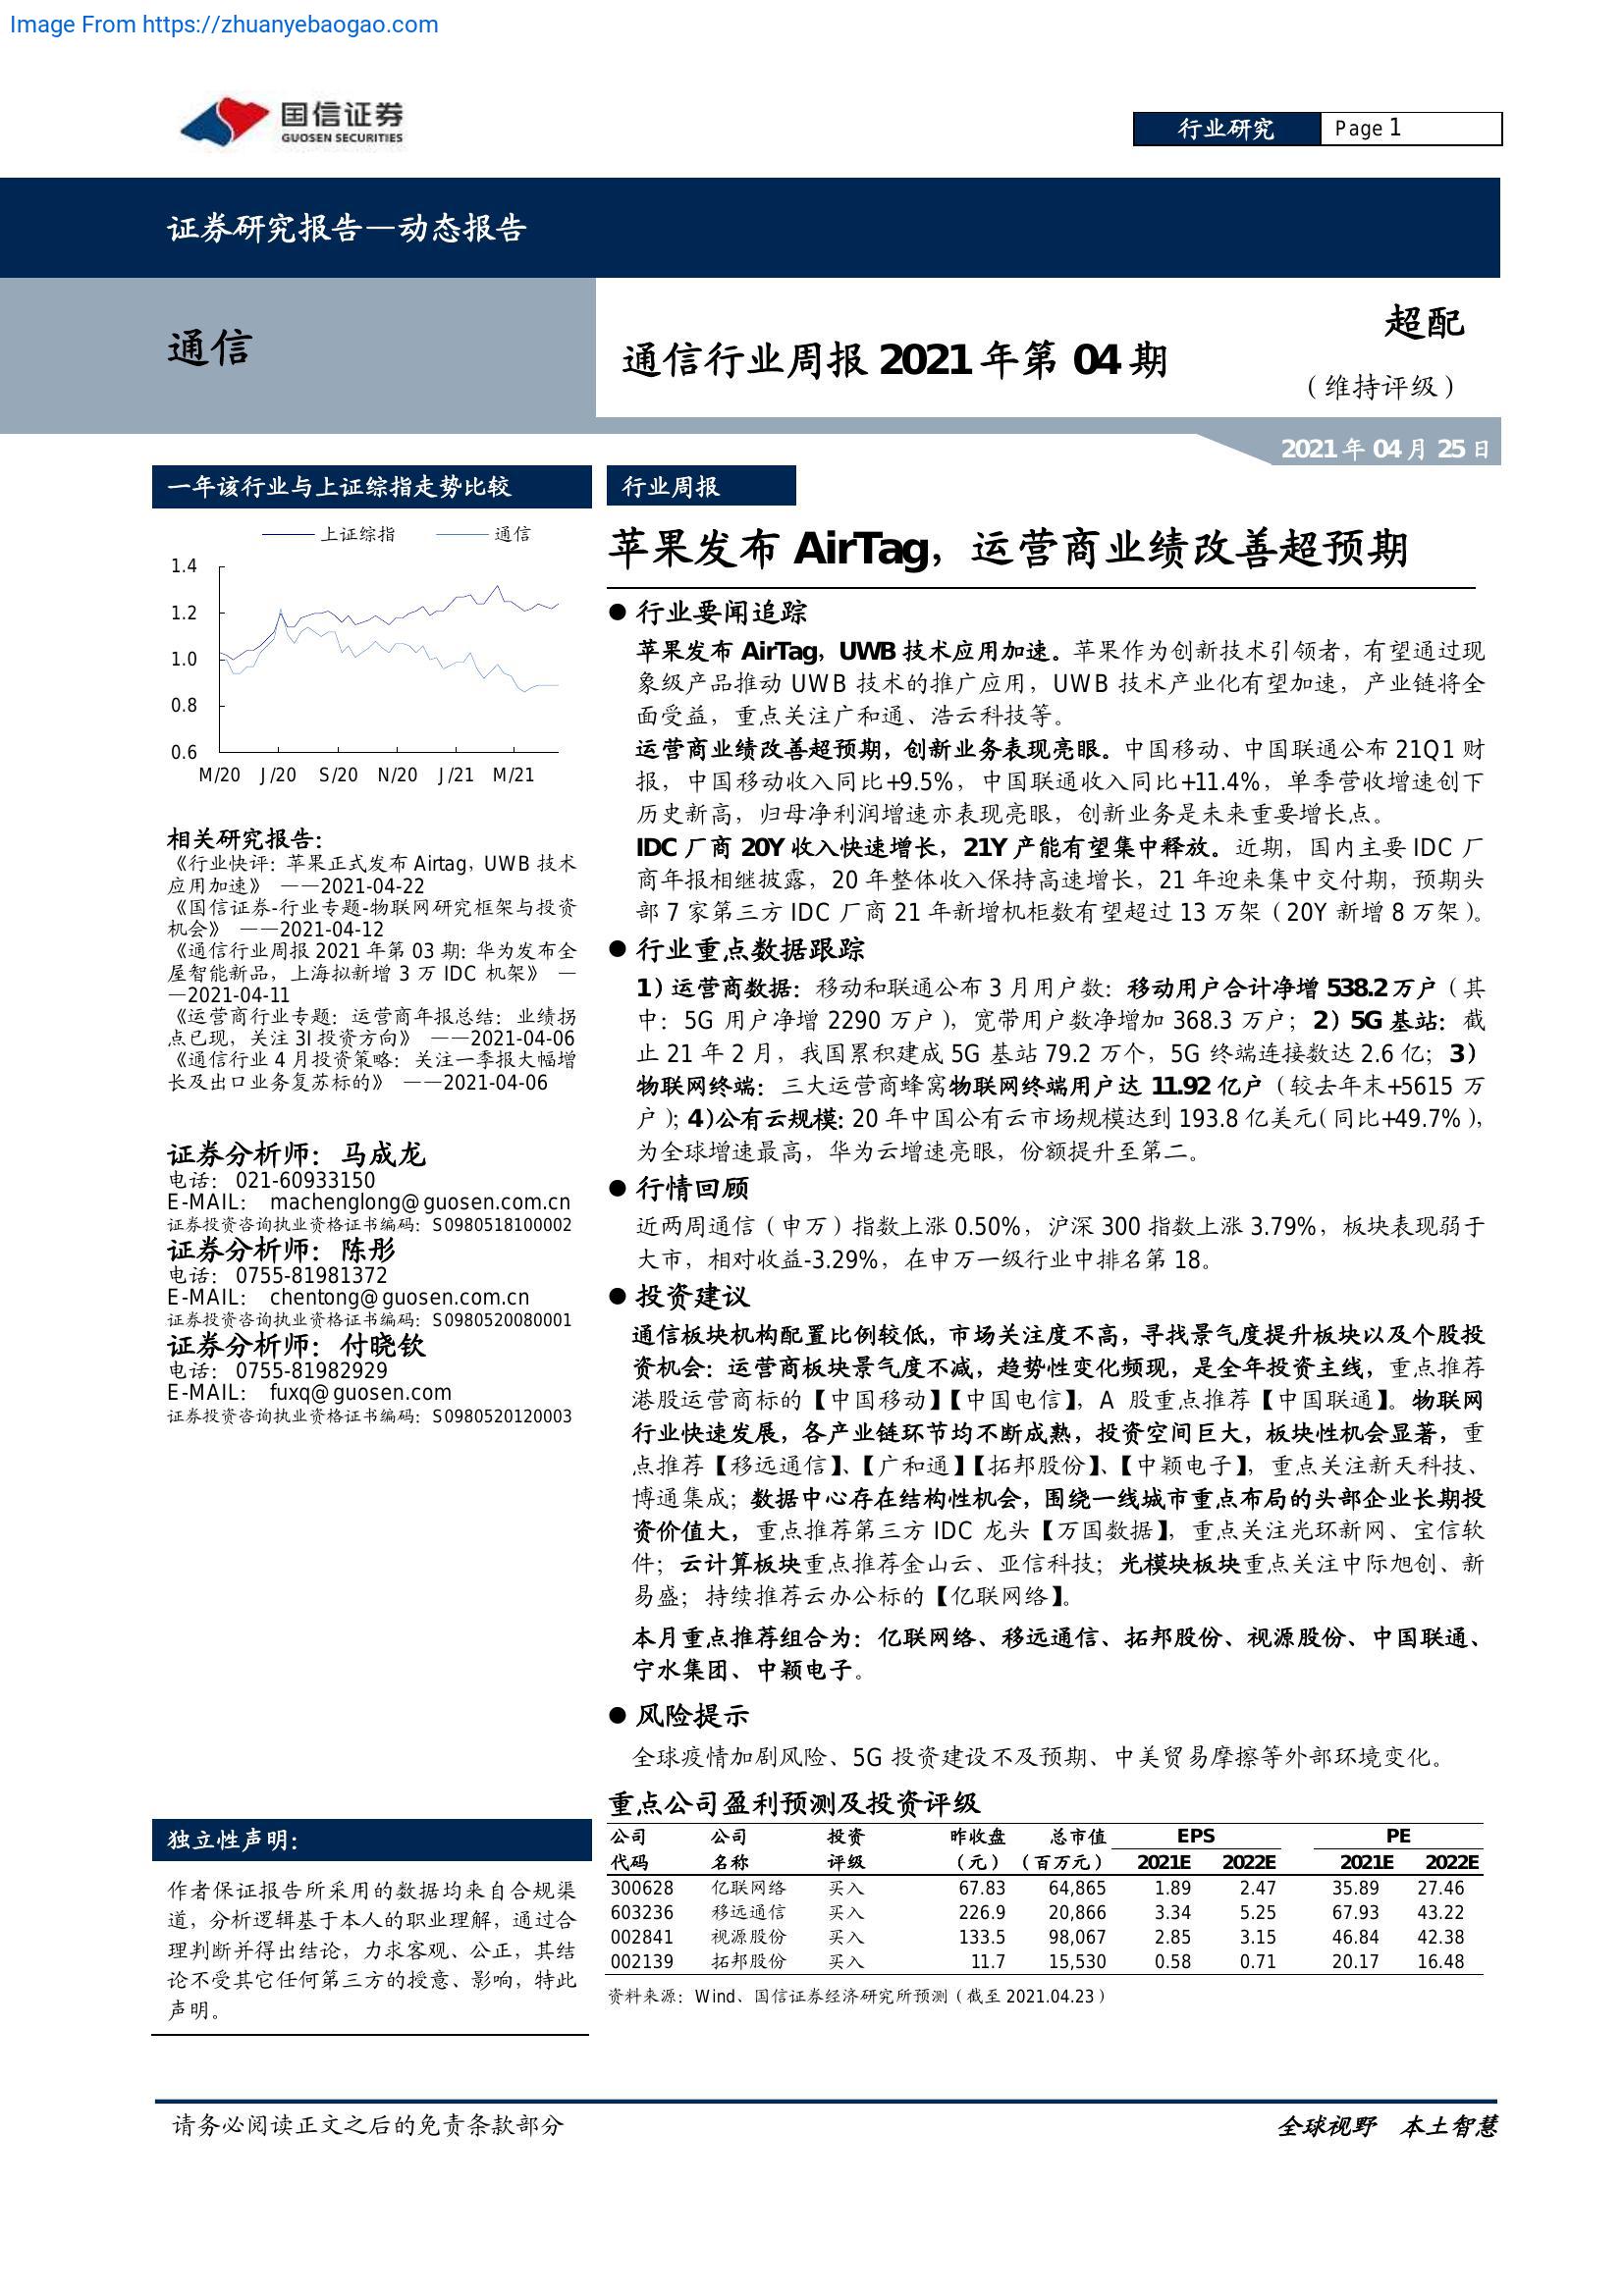 Image From https://zhuanyebaogao.com
国信证券
GUOSEN SECURITIES
行业研究
Page 1
证券研究报告—动态报告
通信
通信行业周报 2021 年第 04 期
超配
（维持评级）
2021 年 04 月 25 日
一年该行业与上证综指走势比较
上证综指 通信
1.4
1.2
1.0
0.8
0.6
M/20 J/20 S/20 N/20 J/21 M/21
相关研究报告：
《行业快评：苹果正式发布 Airtag，UWB 技术
应用加速》 ——2021-04-22
《国信证券-行业专题-物联网研究框架与投资
机会》 ——2021-04-12
《通信行业周报 2021 年第 03 期：华为发布全
屋智能新品，上海拟新增 3 万 IDC 机架》 —
—2021-04-11
《运营商行业专题：运营商年报总结：业绩拐
点已现，关注 3I 投资方向》 ——2021-04-06
《通信行业 4 月投资策略：关注一季报大幅增
长及出口业务复苏标的》 ——2021-04-06
证券分析师：马成龙
电话： 021-60933150
E-MAIL： machenglong@guosen.com.cn
证券投资咨询执业资格证书编码：S0980518100002
证券分析师：陈彤
电话： 0755-81981372
E-MAIL： chentong@guosen.com.cn
证券投资咨询执业资格证书编码：S0980520080001
证券分析师：付晓钦
电话： 0755-81982929
E-MAIL： fuxq@guosen.com
证券投资咨询执业资格证书编码：S0980520120003
独立性声明：
作者保证报告所采用的数据均来自合规渠
道，分析逻辑基于本人的职业理解，通过合
理判断并得出结论，力求客观、公正，其结
论不受其它任何第三方的授意、影响，特此
声明。
行业周报
苹果发布 AirTag，运营商业绩改善超预期
● 行业要闻追踪
苹果发布 AirTag，UWB 技术应用加速。苹果作为创新技术引领者，有望通过现
象级产品推动 UWB 技术的推广应用，UWB 技术产业化有望加速，产业链将全
面受益，重点关注广和通、浩云科技等。
运营商业绩改善超预期，创新业务表现亮眼。中国移动、中国联通公布 21Q1 财
报，中国移动收入同比+9.5%，中国联通收入同比+11.4%，单季营收增速创下
历史新高，归母净利润增速亦表现亮眼，创新业务是未来重要增长点。
IDC 厂商 20Y 收入快速增长，21Y 产能有望集中释放。近期，国内主要 IDC 厂
商年报相继披露，20 年整体收入保持高速增长，21 年迎来集中交付期，预期头
部 7 家第三方 IDC 厂商 21 年新增机柜数有望超过 13 万架（20Y 新增 8 万架）。
● 行业重点数据跟踪
1）运营商数据：移动和联通公布 3 月用户数：移动用户合计净增 538.2 万户（其
中：5G 用户净增 2290 万户），宽带用户数净增加 368.3 万户；2）5G 基站：截
止 21 年 2 月，我国累积建成 5G 基站 79.2 万个，5G 终端连接数达 2.6 亿；3）
物联网终端：三大运营商蜂窝物联网终端用户达 11.92 亿户（较去年末+5615 万
户）；4)公有云规模：20 年中国公有云市场规模达到 193.8 亿美元（同比+49.7%），
为全球增速最高，华为云增速亮眼，份额提升至第二。
● 行情回顾
近两周通信（申万）指数上涨 0.50%，沪深 300 指数上涨 3.79%，板块表现弱于
大市，相对收益-3.29%，在申万一级行业中排名第 18。
● 投资建议
通信板块机构配置比例较低，市场关注度不高，寻找景气度提升板块以及个股投
资机会：运营商板块景气度不减，趋势性变化频现，是全年投资主线，重点推荐
港股运营商标的【中国移动】【中国电信】，A 股重点推荐【中国联通】。物联网
行业快速发展，各产业链环节均不断成熟，投资空间巨大，板块性机会显著，重
点推荐【移远通信】、【广和通】【拓邦股份】、【中颖电子】，重点关注新天科技、
博通集成；数据中心存在结构性机会，围绕一线城市重点布局的头部企业长期投
资价值大，重点推荐第三方 IDC 龙头【万国数据】，重点关注光环新网、宝信软
件；云计算板块重点推荐金山云、亚信科技；光模块板块重点关注中际旭创、新
易盛；持续推荐云办公标的【亿联网络】。
本月重点推荐组合为：亿联网络、移远通信、拓邦股份、视源股份、中国联通、
宁水集团、中颖电子。
● 风险提示
全球疫情加剧风险、5G 投资建设不及预期、中美贸易摩擦等外部环境变化。
重点公司盈利预测及投资评级
公司 公司 投资 昨收盘 总市值 EPS PE
代码 名称 评级 （元） （百万元） 2021E 2022E 2021E 2022E
300628 亿联网络 买入 67.83 64,865 1.89 2.47 35.89 27.46
603236 移远通信 买入 226.9 20,866 3.34 5.25 67.93 43.22
002841 视源股份 买入 133.5 98,067 2.85 3.15 46.84 42.38
002139 拓邦股份 买入 11.7 15,530 0.58 0.71 20.17 16.48
资料来源：Wind、国信证券经济研究所预测（截至 2021.04.23）
请务必阅读正文之后的免责条款部分
全球视野 本土智慧